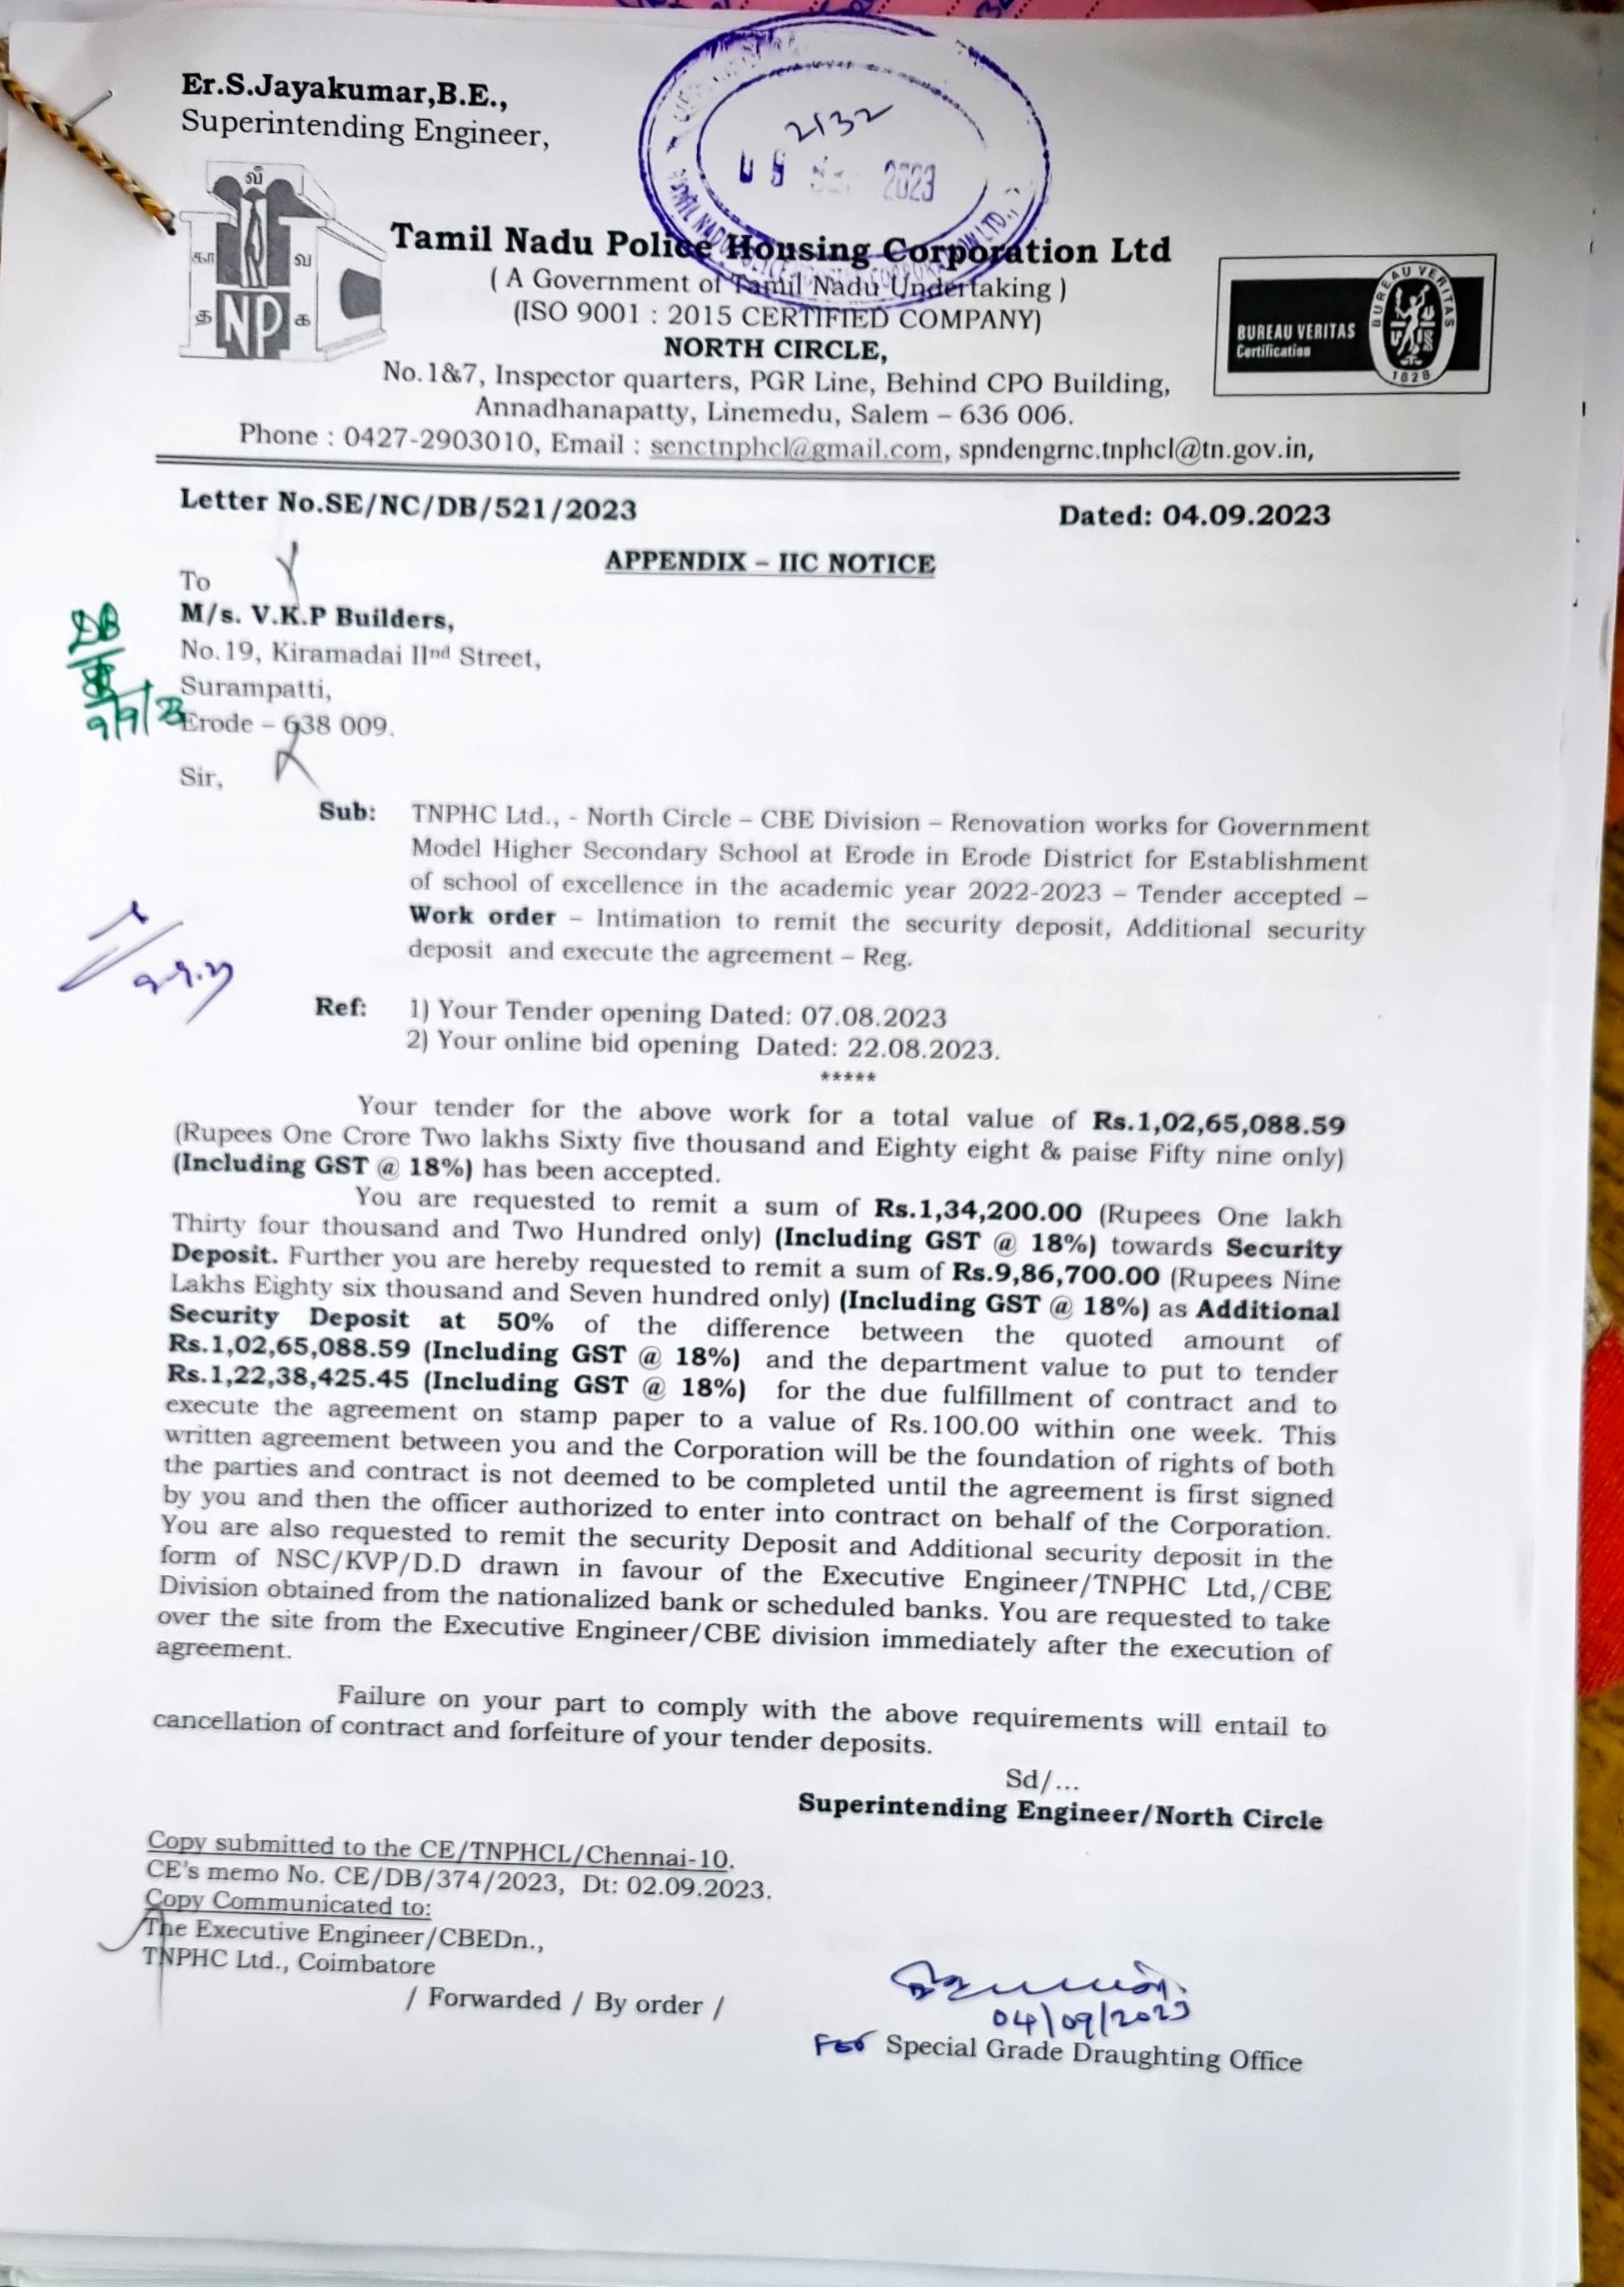 Er.S.Jayakumar,B.E.,
Superintending Engineer,
2132
2023
TAMIL NADU POLICE HOUSING CORPORATION LTD.,
வீ
கா
வ
த
க
NP
Tamil Nadu Police Housing Corporation Ltd
( A Government of Tamil Nadu Undertaking )
(ISO 9001 : 2015 CERTIFIED COMPANY)
NORTH CIRCLE,
No.1&7, Inspector quarters, PGR Line, Behind CPO Building,
Annadhanapatty, Linemedu, Salem – 636 006.
Phone : 0427-2903010, Email : senctnphcl@gmail.com, spndengrnc.tnphcl@tn.gov.in,
BUREAU VERITAS
Certification
BUREAU VERITAS
1828
Letter No.SE/NC/DB/521/2023 Dated: 04.09.2023
APPENDIX – IIC NOTICE
To
M/s. V.K.P Builders,
No.19, Kiramadai IInd Street,
Surampatti,
Erode – 638 009.
DB
9/9/23
Sir,
Sub: TNPHC Ltd., - North Circle – CBE Division – Renovation works for Government
Model Higher Secondary School at Erode in Erode District for Establishment
of school of excellence in the academic year 2022-2023 – Tender accepted –
Work order – Intimation to remit the security deposit, Additional security
deposit and execute the agreement – Reg.
Ref: 1) Your Tender opening Dated: 07.08.2023
2) Your online bid opening Dated: 22.08.2023.
*****
Your tender for the above work for a total value of Rs.1,02,65,088.59
(Rupees One Crore Two lakhs Sixty five thousand and Eighty eight & paise Fifty nine only)
(Including GST @ 18%) has been accepted.
You are requested to remit a sum of Rs.1,34,200.00 (Rupees One lakh
Thirty four thousand and Two Hundred only) (Including GST @ 18%) towards Security
Deposit. Further you are hereby requested to remit a sum of Rs.9,86,700.00 (Rupees Nine
Lakhs Eighty six thousand and Seven hundred only) (Including GST @ 18%) as Additional
Security Deposit at 50% of the difference between the quoted amount of
Rs.1,02,65,088.59 (Including GST @ 18%) and the department value to put to tender
Rs.1,22,38,425.45 (Including GST @ 18%) for the due fulfillment of contract and to
execute the agreement on stamp paper to a value of Rs.100.00 within one week. This
written agreement between you and the Corporation will be the foundation of rights of both
the parties and contract is not deemed to be completed until the agreement is first signed
by you and then the officer authorized to enter into contract on behalf of the Corporation.
You are also requested to remit the security Deposit and Additional security deposit in the
form of NSC/KVP/D.D drawn in favour of the Executive Engineer/TNPHC Ltd,/CBE
Division obtained from the nationalized bank or scheduled banks. You are requested to take
over the site from the Executive Engineer/CBE division immediately after the execution of
agreement.
Failure on your part to comply with the above requirements will entail to
cancellation of contract and forfeiture of your tender deposits.
Sd/...
Superintending Engineer/North Circle
Copy submitted to the CE/TNPHCL/Chennai-10.
CE's memo No. CE/DB/374/2023, Dt: 02.09.2023.
Copy Communicated to:
The Executive Engineer/CBEDn.,
TNPHC Ltd., Coimbatore
/ Forwarded / By order /
04/09/2023
For Special Grade Draughting Office